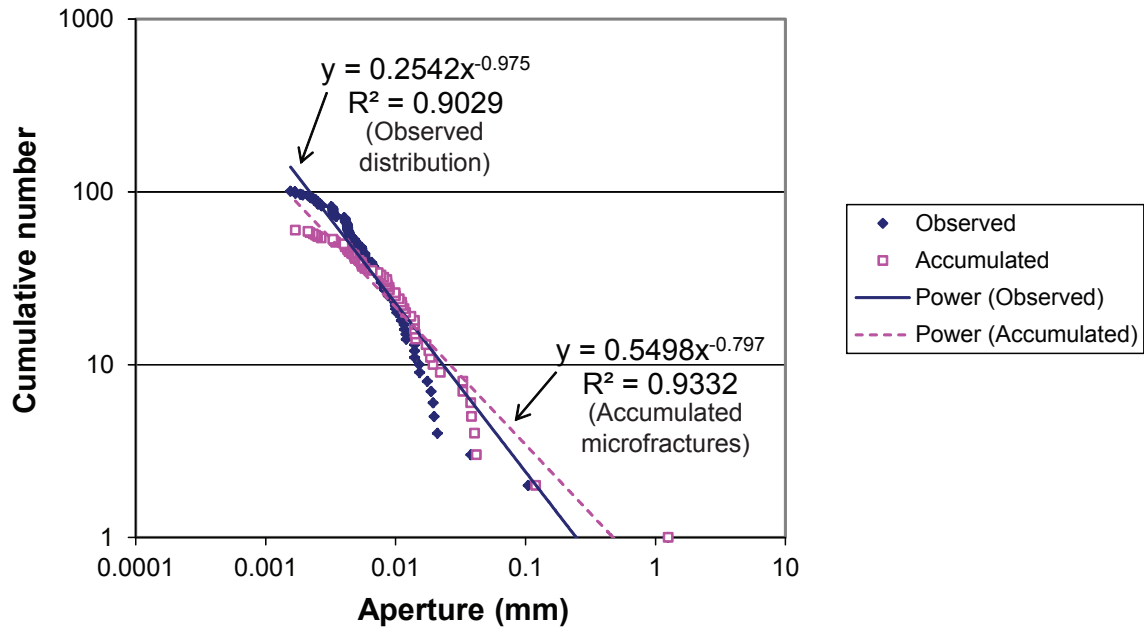 1000
100
10
1
0.0001
0.001
0.01
0.1
1
10
Cumulative number
Aperture (mm)
y = 0.2542x^-0.975
R² = 0.9029
(Observed
distribution)
y = 0.5498x^-0.797
R² = 0.9332
(Accumulated
microfractures)
Observed
Accumulated
Power (Observed)
Power (Accumulated)